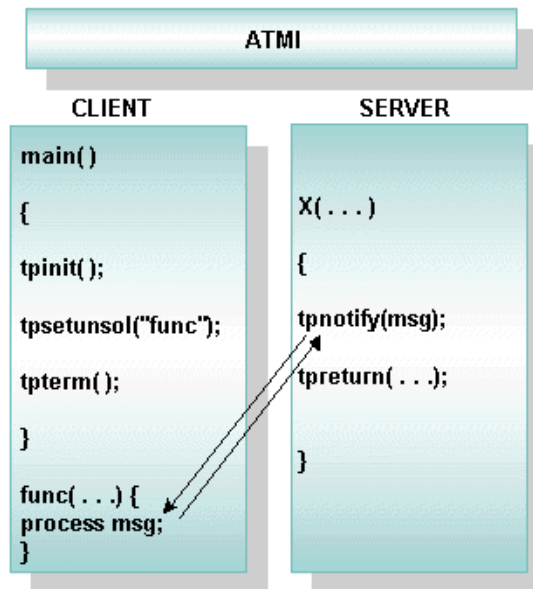 ATMI
CLIENT
main( )
{
tpinit( );
tpsetunsol("func");
tpterm( );
}
func( . . .) {
process msg;
}
SERVER
X( . . . )
{
tpnotify(msg);
tpreturn( . . .);
}